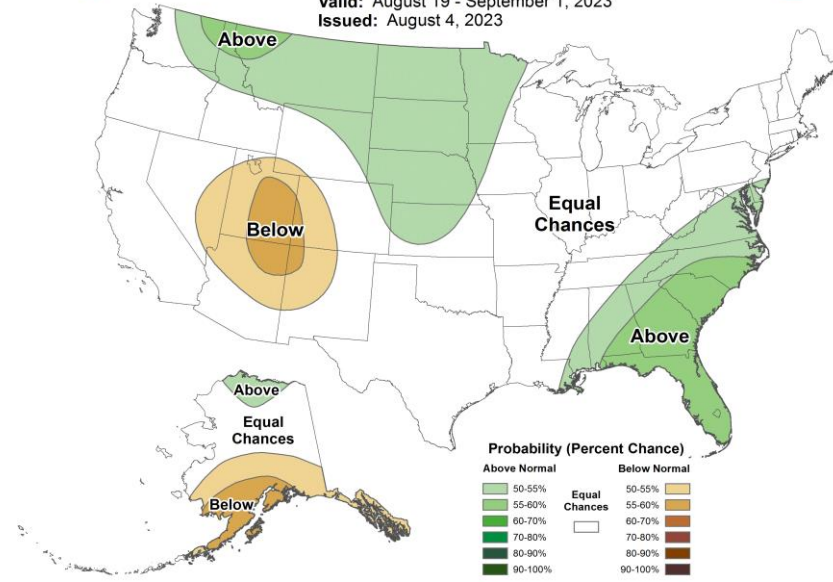 Valid: August 19 - September 1, 2023
Issued: August 4, 2023
Above
Below
Equal
Chances
Above
Above
Equal
Chances
Below
Probability (Percent Chance)
Above Normal
Below Normal
50-55%
55-60%
60-70%
70-80%
80-90%
90-100%
Equal
Chances
50-55%
55-60%
60-70%
70-80%
80-90%
90-100%